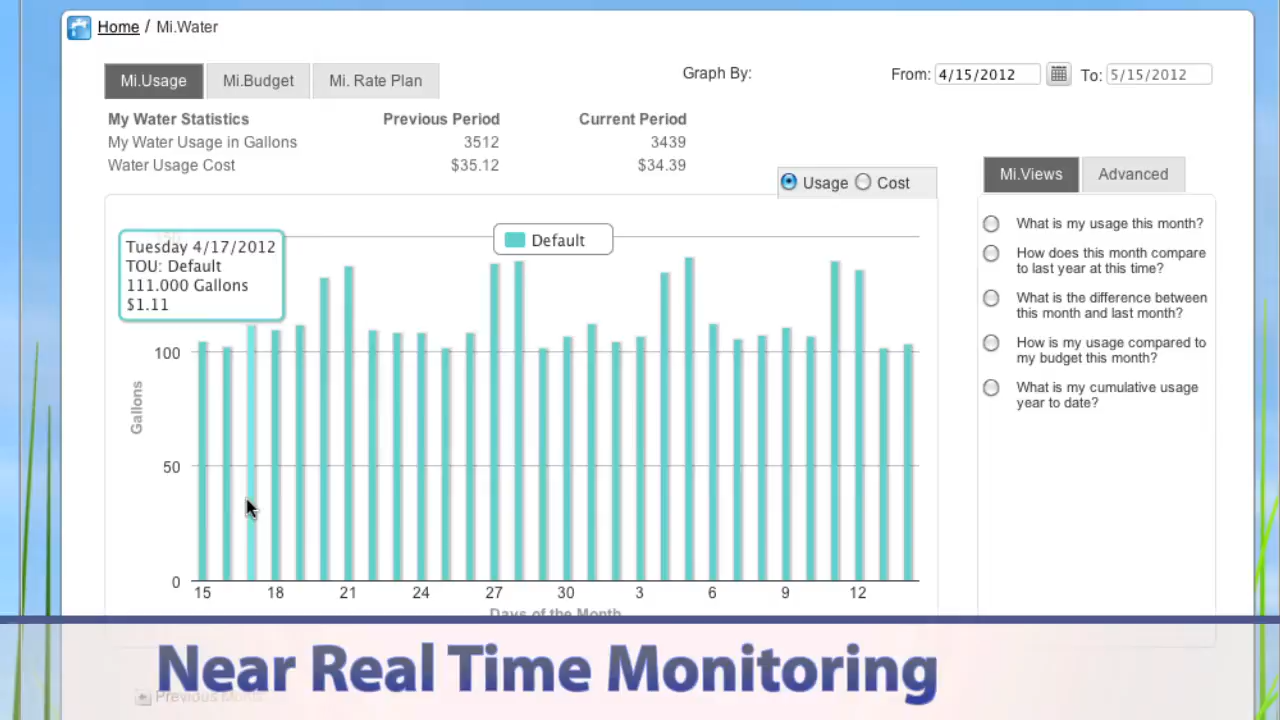 Home / Mi.Water
Mi.Usage Mi.Budget Mi. Rate Plan
Graph By: From: 4/15/2012 To: 5/15/2012
My Water Statistics Previous Period Current Period
My Water Usage in Gallons 3512 3439
Water Usage Cost $35.12 $34.39
Usage Cost
Mi.Views Advanced
What is my usage this month?
How does this month compare
to last year at this time?
What is the difference between
this month and last month?
How is my usage compared to
my budget this month?
What is my cumulative usage
year to date?
Default
Tuesday 4/17/2012
TOU: Default
111.000 Gallons
$1.11
100
50
0
Gallons
15 18 21 24 27 30 3 6 9 12
Days of the Month
Near Real Time Monitoring
Previous Month